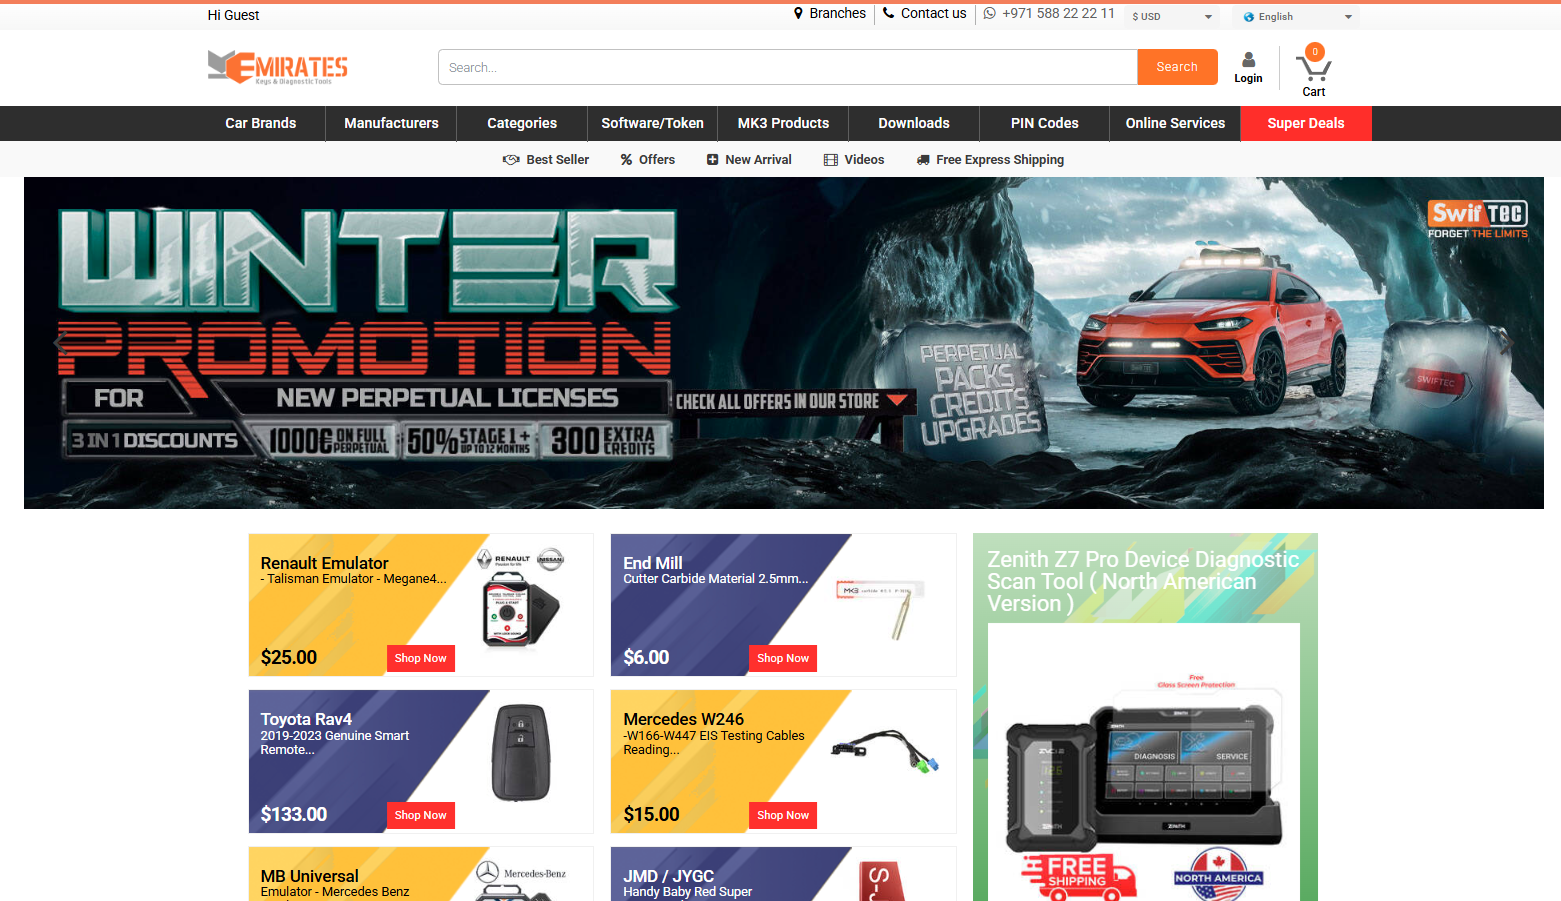 Hi Guest
Branches
Contact us
+971 588 22 22 11
$ USD
English
EMIRATES
Keys & Diagnostic Tools
Search...
Search
Login
0
Cart
Car Brands
Manufacturers
Categories
Software/Token
MK3 Products
Downloads
PIN Codes
Online Services
Super Deals
Best Seller
Offers
New Arrival
Videos
Free Express Shipping
WINTER
PROMOTION
FOR
NEW PERPETUAL LICENSES
3 IN 1 DISCOUNTS
1000€ ON FULL PERPETUAL
50% STAGE 1 + UP TO 12 MONTHS
300 EXTRA CREDITS
CHECK ALL OFFERS IN OUR STORE
PERPETUAL
PACKS
CREDITS
UPGRADES
SwifTEC
FORGET THE LIMITS
SWIFTEC
Renault Emulator
- Talisman Emulator - Megane4...
$25.00
Shop Now
RENAULT
NISSAN
End Mill
Cutter Carbide Material 2.5mm...
$6.00
Shop Now
MK3
Toyota Rav4
2019-2023 Genuine Smart
Remote...
$133.00
Shop Now
Mercedes W246
-W166-W447 EIS Testing Cables
Reading...
$15.00
Shop Now
MB Universal
Emulator - Mercedes Benz
Mercedes-Benz
JMD / JYGC
Handy Baby Red Super
Zenith Z7 Pro Device Diagnostic
Scan Tool ( North American
Version )
Free
Glass Screen Protection
ZENITH
DIAGNOSIS
SERVICE
ZENITH
ZENITH
FREE
SHIPPING
NORTH AMERICA